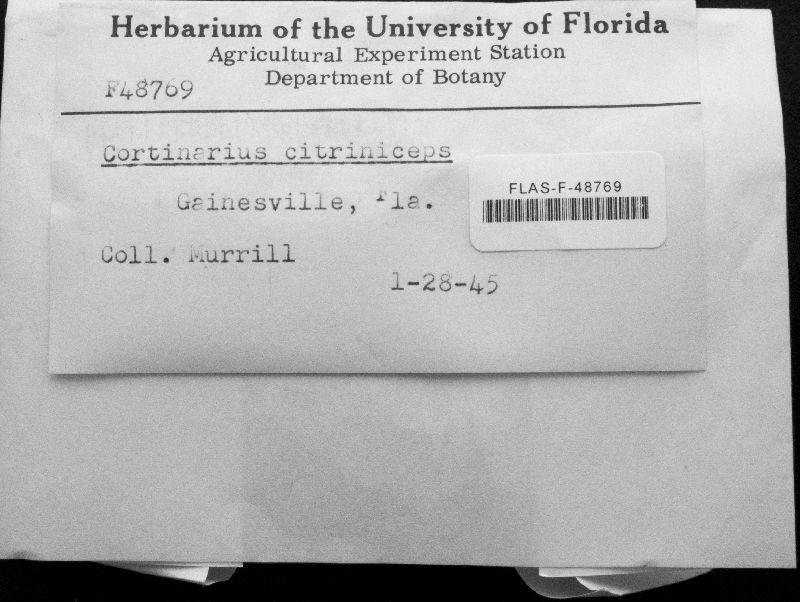 Herbarium of the University of Florida
Agricultural Experiment Station
Department of Botany
F48769
Cortinarius citriniceps
Gainesville, Fla.
FLAS-F-48769
Coll. Murrill
1-28-45